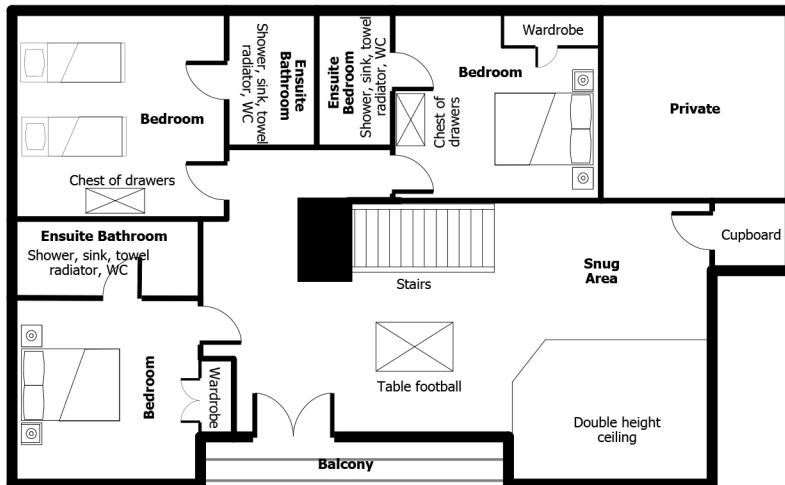 Bedroom
Chest of drawers
Ensuite
Bathroom
Shower, sink, towel
radiator, WC
Ensuite
Bedroom
Shower, sink, towel
radiator, WC
Wardrobe
Bedroom
Chest of
drawers
Private
Ensuite Bathroom
Shower, sink, towel
radiator, WC
Stairs
Snug
Area
Cupboard
Bedroom
Wardrobe
Table football
Double height
ceiling
Balcony